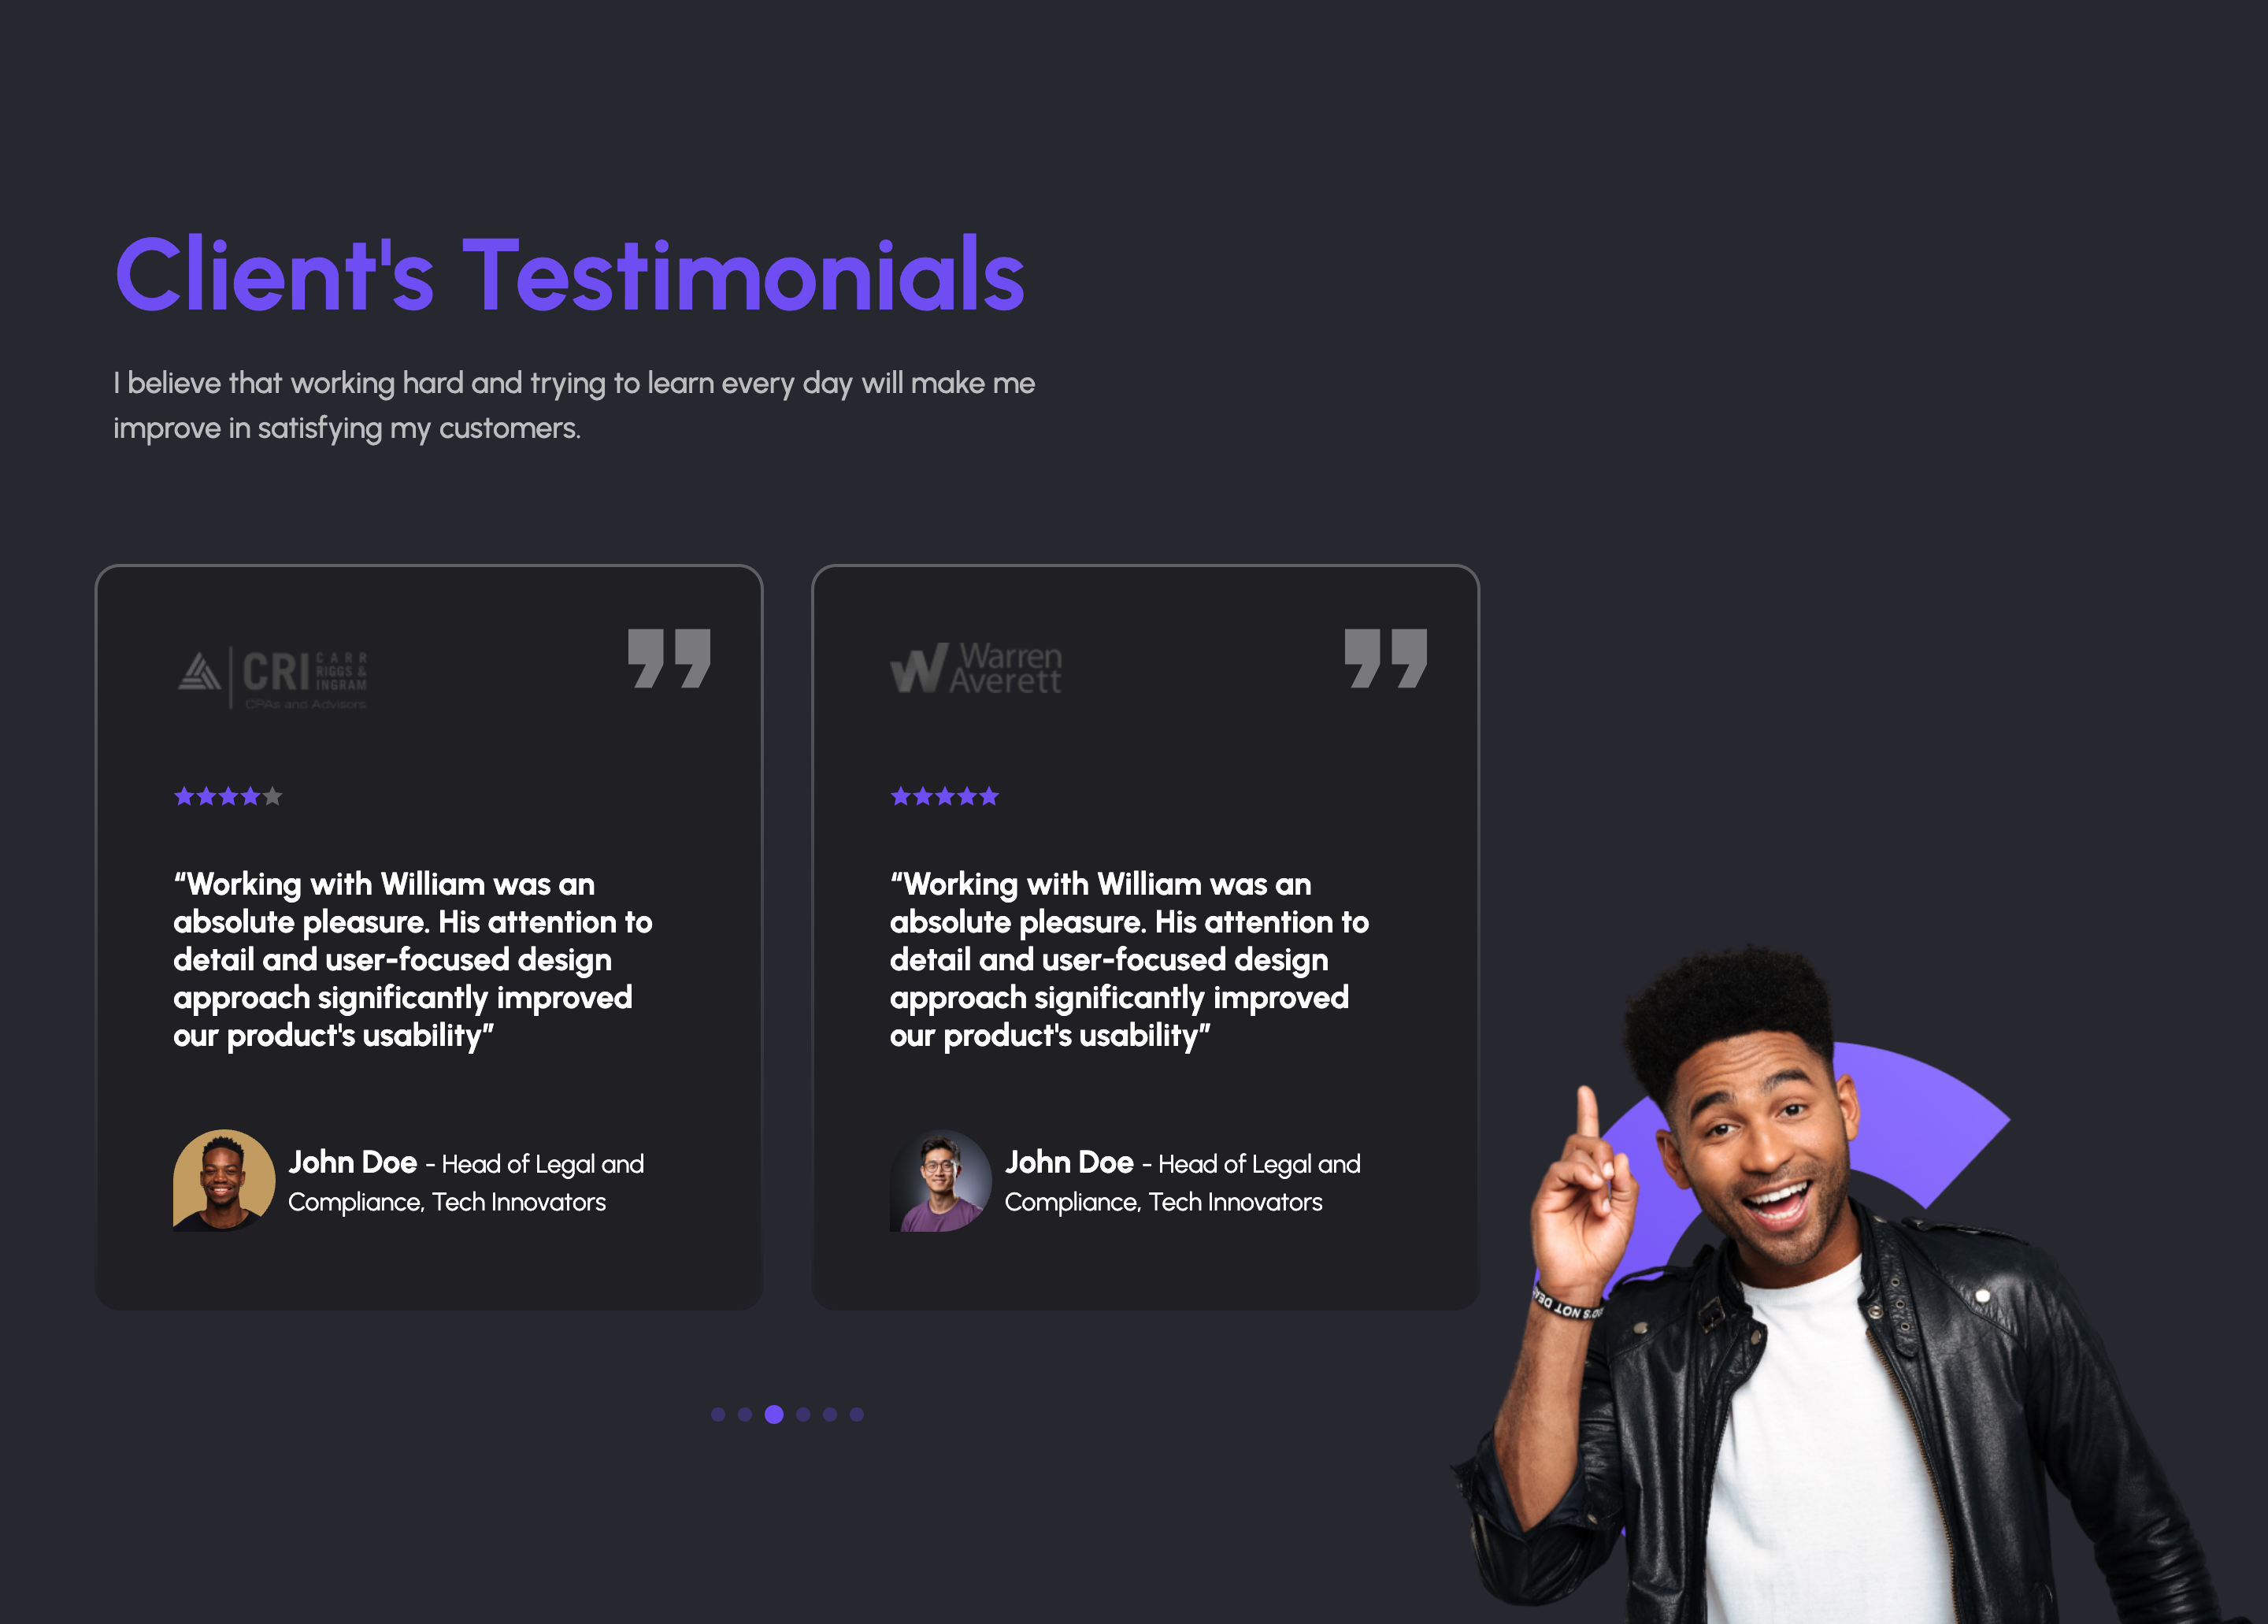 Client's Testimonials
I believe that working hard and trying to learn every day will make me
improve in satisfying my customers.
CRI
CARR
RIGGS &
INGRAM
CPAs and Advisors
“Working with William was an
absolute pleasure. His attention to
detail and user-focused design
approach significantly improved
our product's usability”
John Doe - Head of Legal and
Compliance, Tech Innovators
Warren
Averett
“Working with William was an
absolute pleasure. His attention to
detail and user-focused design
approach significantly improved
our product's usability”
John Doe - Head of Legal and
Compliance, Tech Innovators
NOT